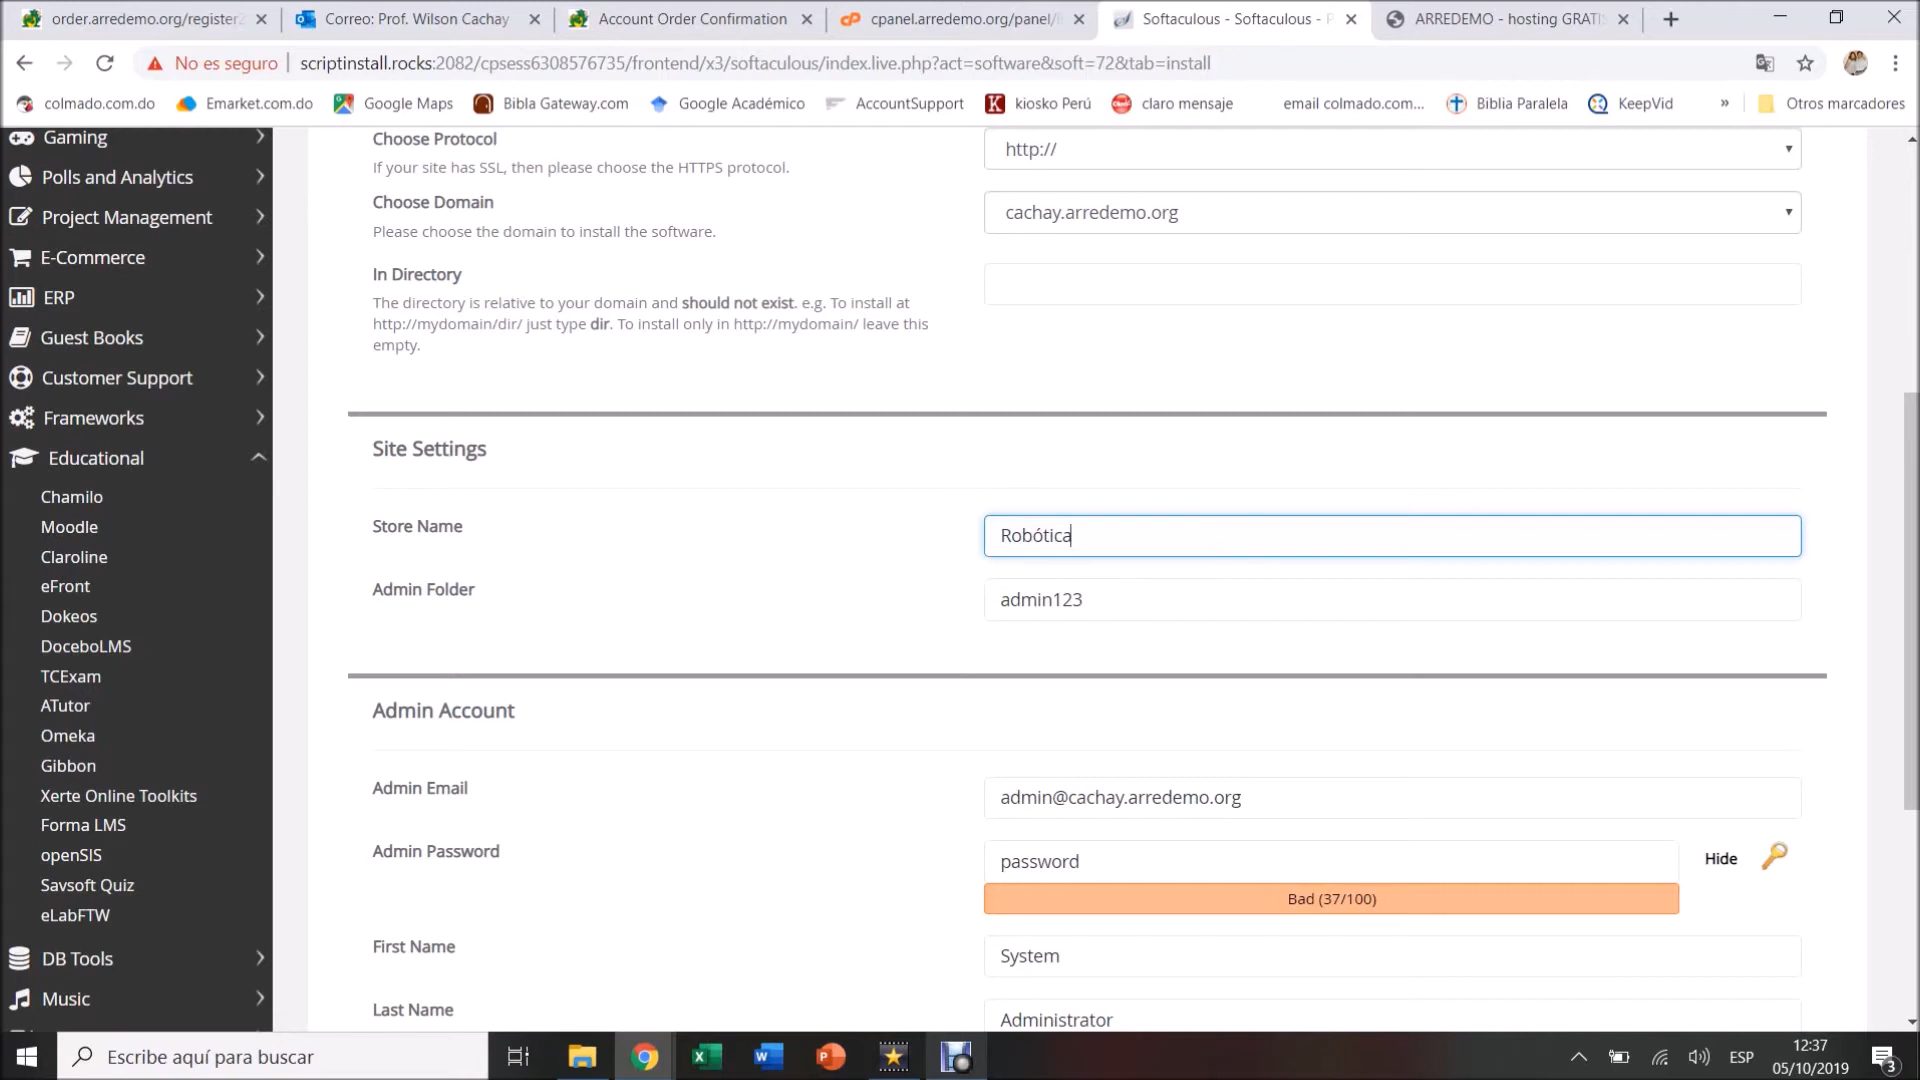 order.arredemo.org/register2
Correo: Prof. Wilson Cachay
Account Order Confirmation
cpanel.arredemo.org/panel/
Softaculous - Softaculous - P
ARREDEMO - hosting GRATI
No es seguro
scriptinstall.rocks:2082/cpsess6308576735/frontend/x3/softaculous/index.live.php?act=software&soft=72&tab=install
colmado.com.do
Emarket.com.do
Google Maps
Bibla Gateway.com
Google Académico
AccountSupport
kiosko Perú
claro mensaje
email colmado.com...
Biblia Paralela
KeepVid
»
Otros marcadores
Gaming
Polls and Analytics
Project Management
E-Commerce
ERP
Guest Books
Customer Support
Frameworks
Educational
Chamilo
Moodle
Claroline
eFront
Dokeos
DoceboLMS
TCExam
ATutor
Omeka
Gibbon
Xerte Online Toolkits
Forma LMS
openSIS
Savsoft Quiz
eLabFTW
DB Tools
Music
Choose Protocol
If your site has SSL, then please choose the HTTPS protocol.
http://
Choose Domain
Please choose the domain to install the software.
cachay.arredemo.org
In Directory
The directory is relative to your domain and should not exist. e.g. To install at
http://mydomain/dir/ just type dir. To install only in http://mydomain/ leave this
empty.
Site Settings
Store Name
Robótica
Admin Folder
admin123
Admin Account
Admin Email
admin@cachay.arredemo.org
Admin Password
password
Hide
Bad (37/100)
First Name
System
Last Name
Administrator
Escribe aquí para buscar
ESP
12:37
05/10/2019
3